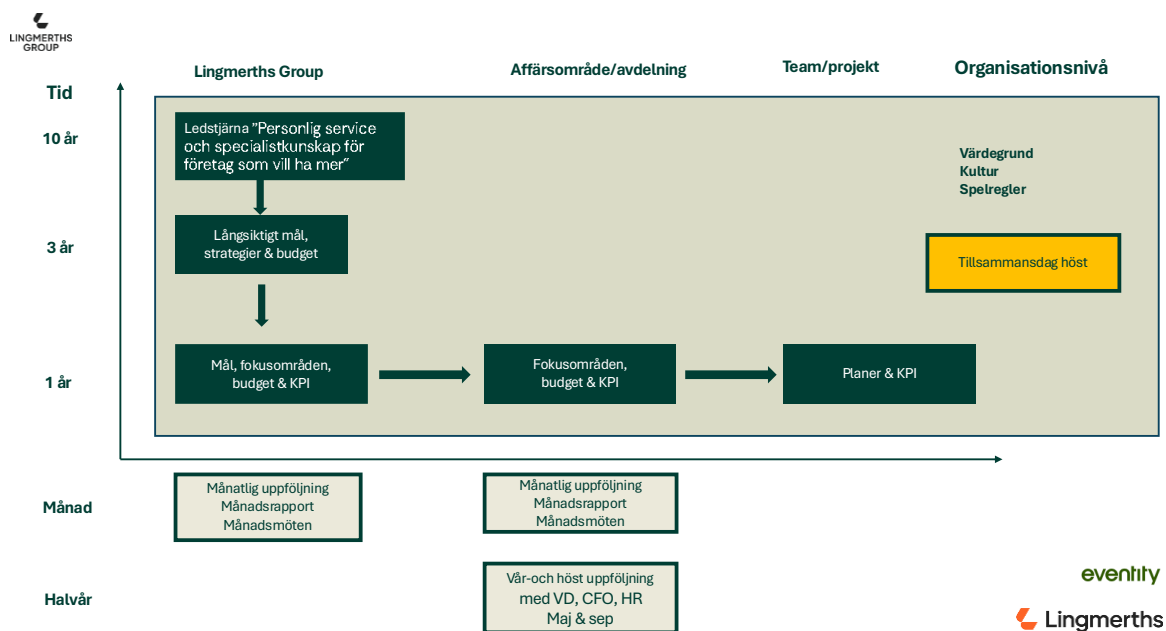 LINGMERTHS
GROUP
Lingmerths Group
Affärsområde/avdelning
Team/projekt
Organisationsnivå
Tid
10 år
Ledstjärna "Personlig service
och specialistkunskap för
företag som vill ha mer"
Värdegrund
Kultur
Spelregler
3 år
Långsiktigt mål,
strategier & budget
Tillsammansdag höst
1 år
Mål, fokusområden,
budget & KPI
Fokusområden,
budget & KPI
Planer & KPI
Månad
Månatlig uppföljning
Månadsrapport
Månadsmöten
Månatlig uppföljning
Månadsrapport
Månadsmöten
Halvår
Vår-och höst uppföljning
med VD, CFO, HR
Maj & sep
eventity
Lingmerths